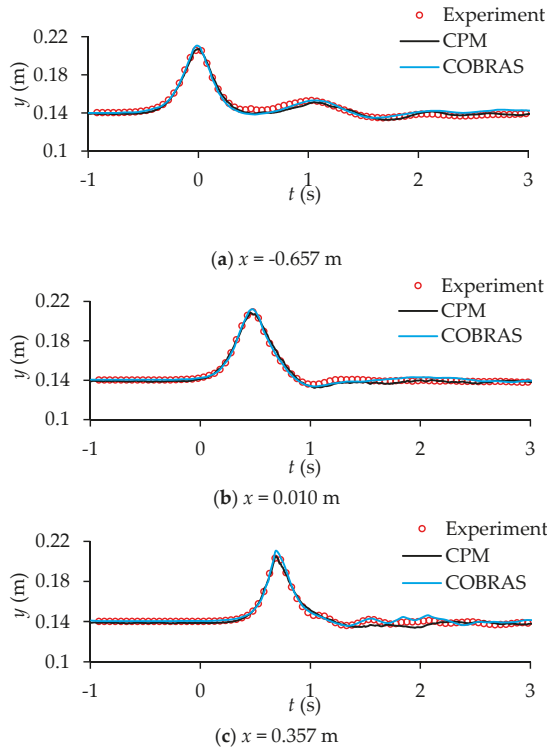 Experiment
CPM
COBRAS
y (m)
0.22
0.18
0.14
0.1
-1 0 1 2 3
t (s)
(a) x = -0.657 m
Experiment
CPM
COBRAS
y (m)
0.22
0.18
0.14
0.1
-1 0 1 2 3
t (s)
(b) x = 0.010 m
Experiment
CPM
COBRAS
y (m)
0.22
0.18
0.14
0.1
-1 0 1 2 3
t (s)
(c) x = 0.357 m